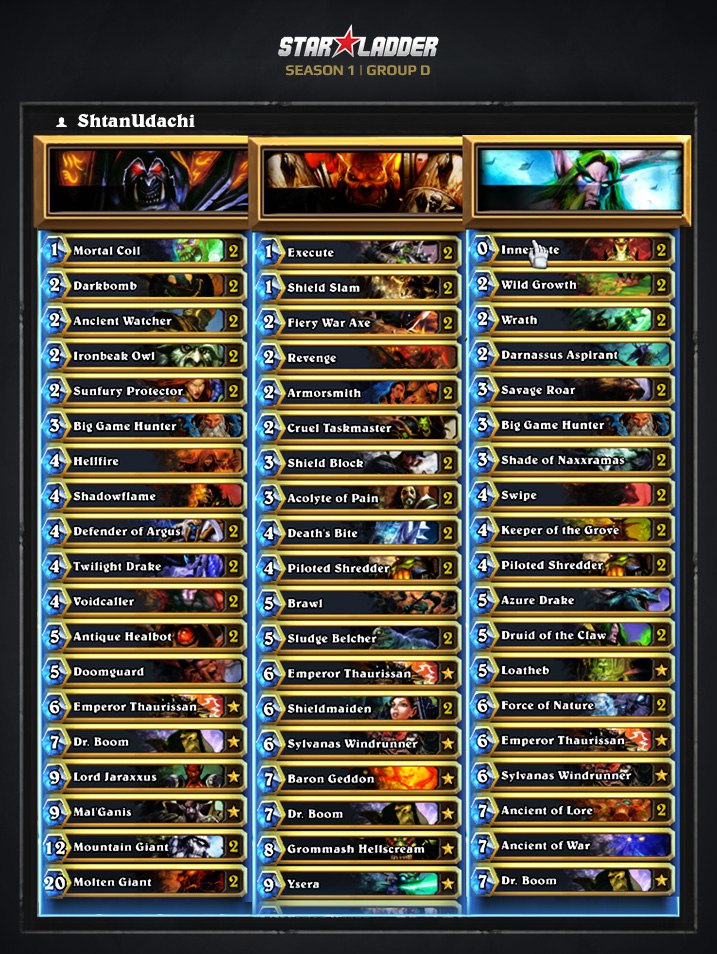 STAR LADDER
SEASON 1 | GROUP D
ShtanUdachi
1 Mortal Coil 2
2 Darkbomb 2
2 Ancient Watcher 2
2 Ironbeak Owl 2
2 Sunfury Protector 2
3 Big Game Hunter
4 Hellfire
4 Shadowflame
4 Defender of Argus 2
4 Twilight Drake 2
4 Voidcaller 2
5 Antique Healbot 2
5 Doomguard
6 Emperor Thaurissan
7 Dr. Boom
9 Lord Jaraxxus
9 Mal'Ganis
12 Mountain Giant 2
20 Molten Giant 2
1 Execute 2
1 Shield Slam 2
2 Fiery War Axe 2
2 Revenge
2 Armorsmith 2
2 Cruel Taskmaster
3 Shield Block 2
3 Acolyte of Pain 2
4 Death's Bite 2
4 Piloted Shredder 2
5 Brawl
5 Sludge Belcher 2
6 Emperor Thaurissan
6 Shieldmaiden 2
6 Sylvanas Windrunner
7 Baron Geddon
7 Dr. Boom
8 Grommash Hellscream
9 Ysera
0 Innervate 2
2 Wild Growth 2
2 Wrath 2
2 Darnassus Aspirant
3 Savage Roar 2
3 Big Game Hunter
3 Shade of Naxxramas 2
4 Swipe 2
4 Keeper of the Grove 2
4 Piloted Shredder 2
5 Azure Drake
5 Druid of the Claw 2
5 Loatheb
6 Force of Nature 2
6 Emperor Thaurissan
6 Sylvanas Windrunner
7 Ancient of Lore 2
7 Ancient of War
7 Dr. Boom